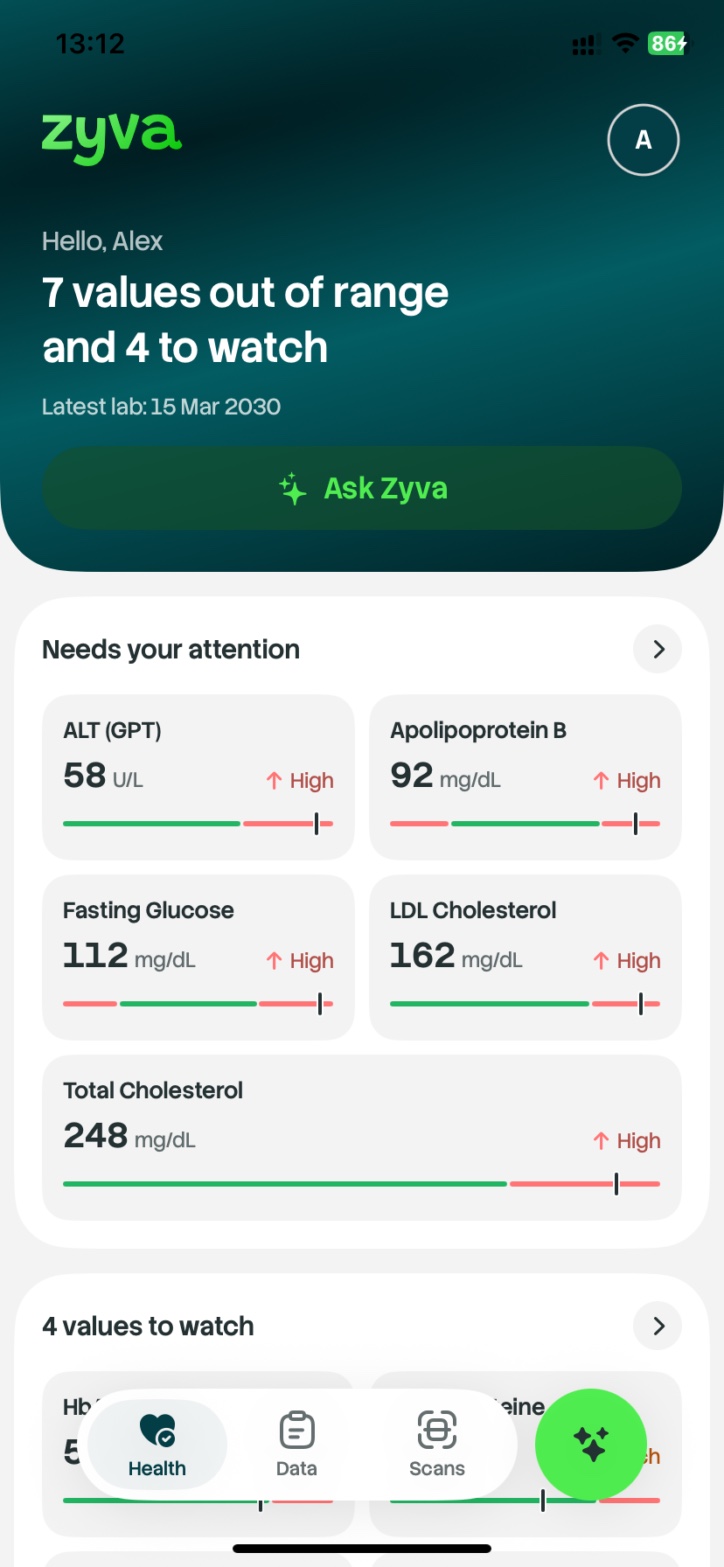 13:12
86
zyva
A
Hello, Alex
7 values out of range
and 4 to watch
Latest lab: 15 Mar 2030
Ask Zyva
Needs your attention
ALT (GPT)
58 U/L
↑ High
Apolipoprotein B
92 mg/dL
↑ High
Fasting Glucose
112 mg/dL
↑ High
LDL Cholesterol
162 mg/dL
↑ High
Total Cholesterol
248 mg/dL
↑ High
4 values to watch
Health
Data
Scans